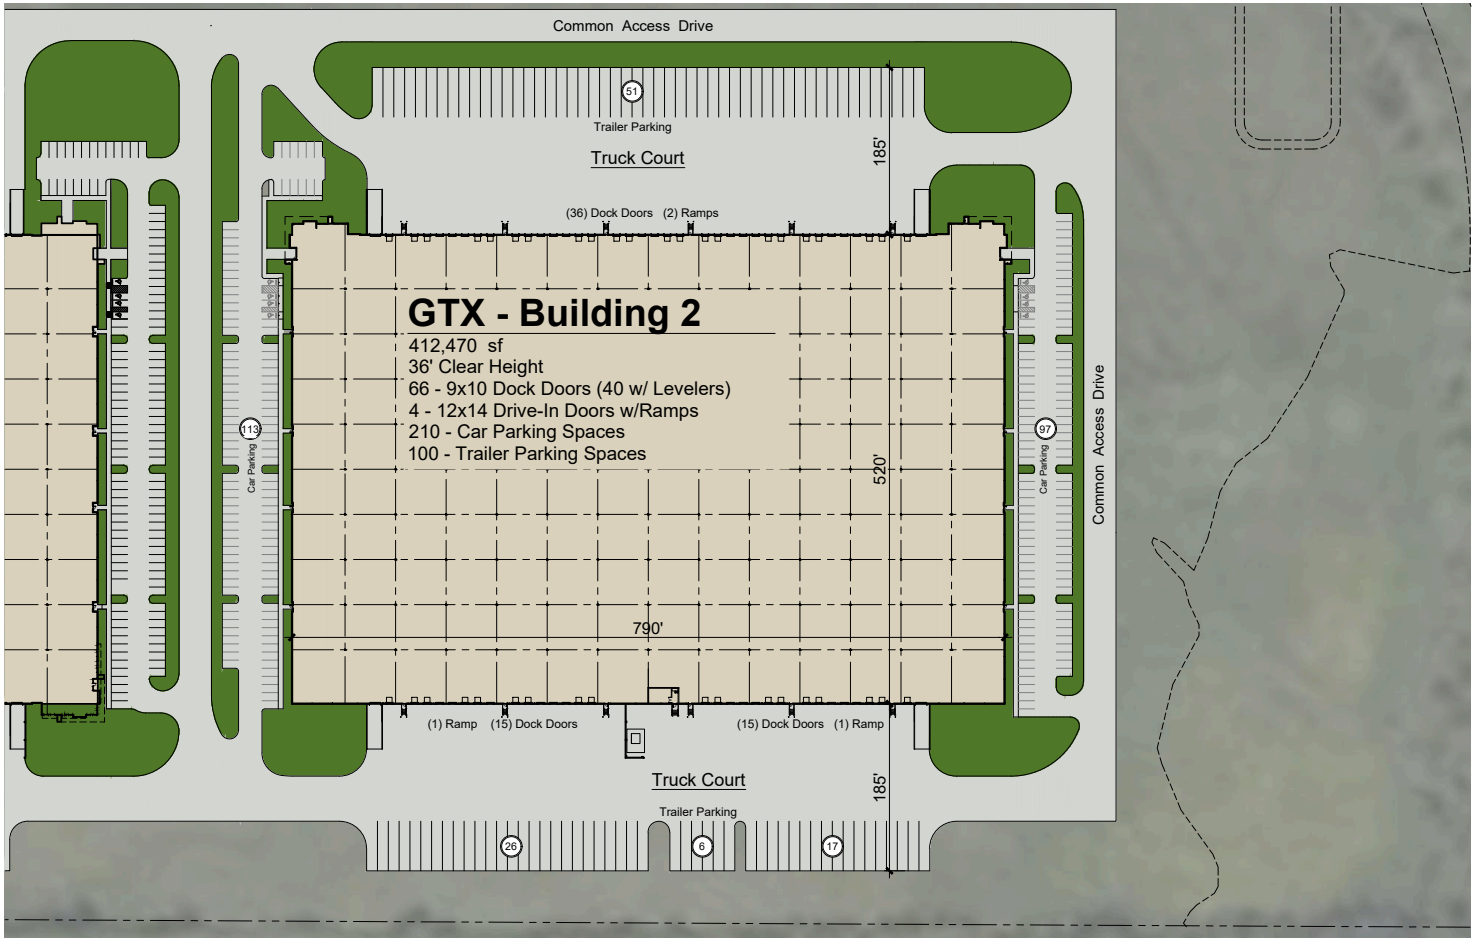 Common Access Drive
51
Trailer Parking
Truck Court
185'
(36) Dock Doors (2) Ramps
GTX - Building 2
412,470 sf
36' Clear Height
66 - 9x10 Dock Doors (40 w/ Levelers)
4 - 12x14 Drive-In Doors w/Ramps
210 - Car Parking Spaces
100 - Trailer Parking Spaces
113
Car Parking
97
Car Parking
Common Access Drive
520'
790'
(1) Ramp (15) Dock Doors
(15) Dock Doors (1) Ramp
Truck Court
185'
Trailer Parking
26
6
17